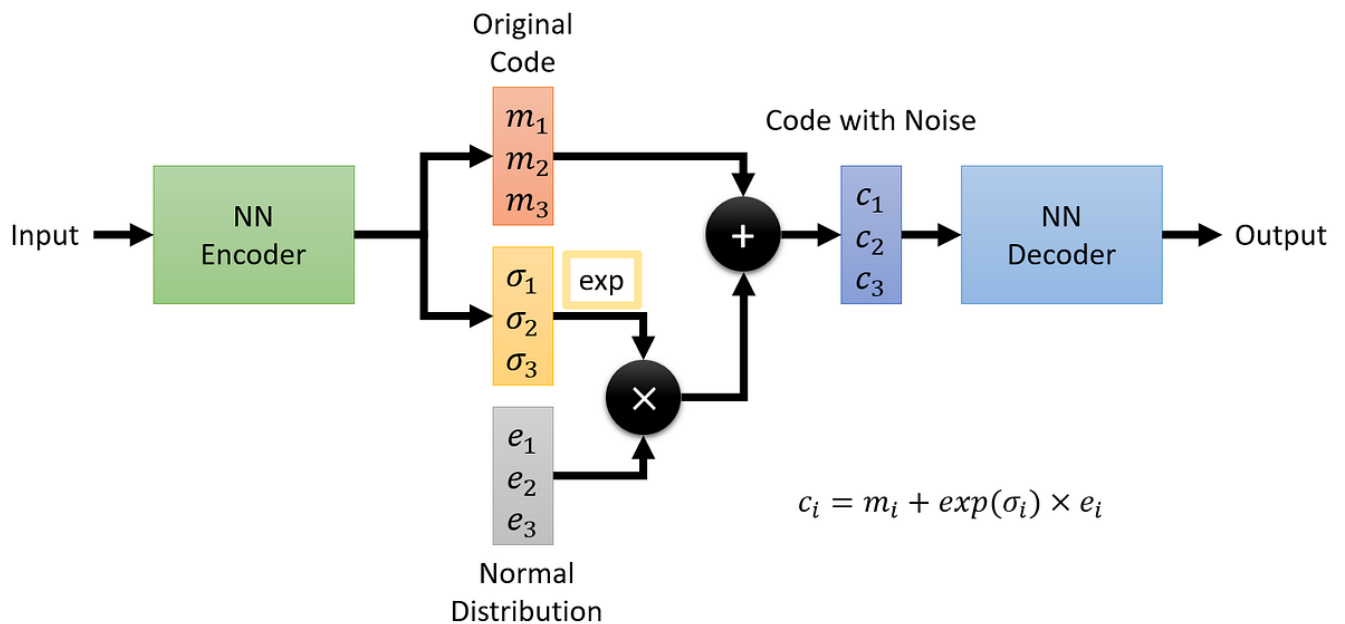 Original
Code
m₁
m₂
m₃
Code with Noise
Input
NN
Encoder
σ₁
σ₂
σ₃
exp
+
×
c₁
c₂
c₃
NN
Decoder
Output
e₁
e₂
e₃
Normal
Distribution
cᵢ = mᵢ + exp(σᵢ) × eᵢ